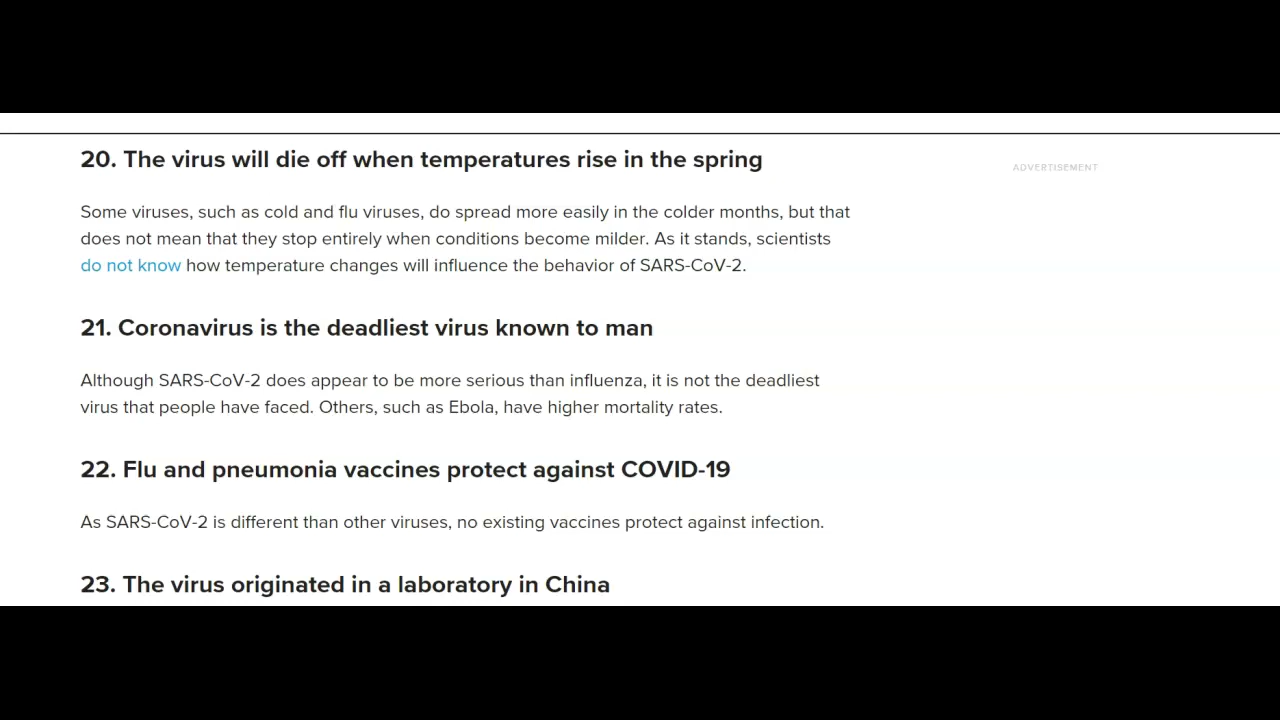 20. The virus will die off when temperatures rise in the spring
ADVERTISEMENT
Some viruses, such as cold and flu viruses, do spread more easily in the colder months, but that
does not mean that they stop entirely when conditions become milder. As it stands, scientists
do not know how temperature changes will influence the behavior of SARS-CoV-2.
21. Coronavirus is the deadliest virus known to man
Although SARS-CoV-2 does appear to be more serious than influenza, it is not the deadliest
virus that people have faced. Others, such as Ebola, have higher mortality rates.
22. Flu and pneumonia vaccines protect against COVID-19
As SARS-CoV-2 is different than other viruses, no existing vaccines protect against infection.
23. The virus originated in a laboratory in China